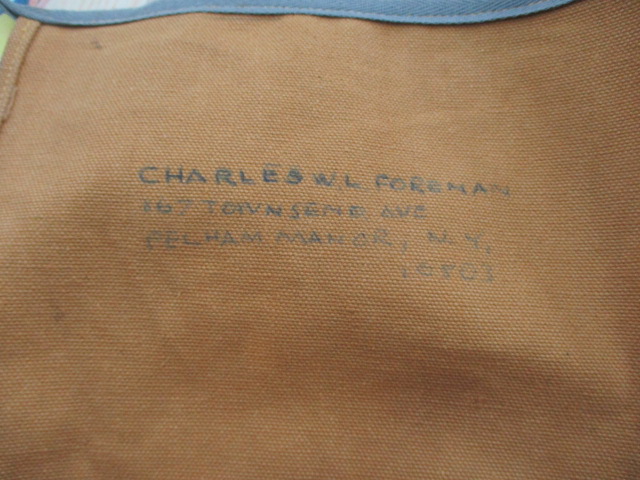 CHARLES W L FOREMAN
167 TOWNSEND AVE
PELHAM MANOR, N.Y.
10803